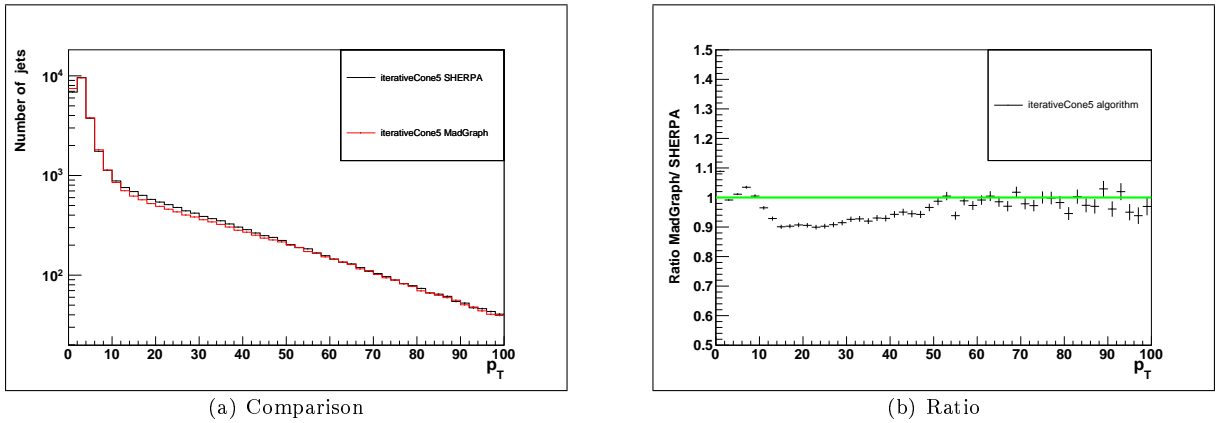 Number of jets
10^4
10^3
10^2
iterativeCone5 SHERPA
iterativeCone5 MadGraph
0 10 20 30 40 50 60 70 80 90 100
p_T
(a) Comparison
Ratio MadGraph/ SHERPA
1.5
1.4
1.3
1.2
1.1
1
0.9
0.8
0.7
0.6
0.5
iterativeCone5 algorithm
0 10 20 30 40 50 60 70 80 90 100
p_T
(b) Ratio